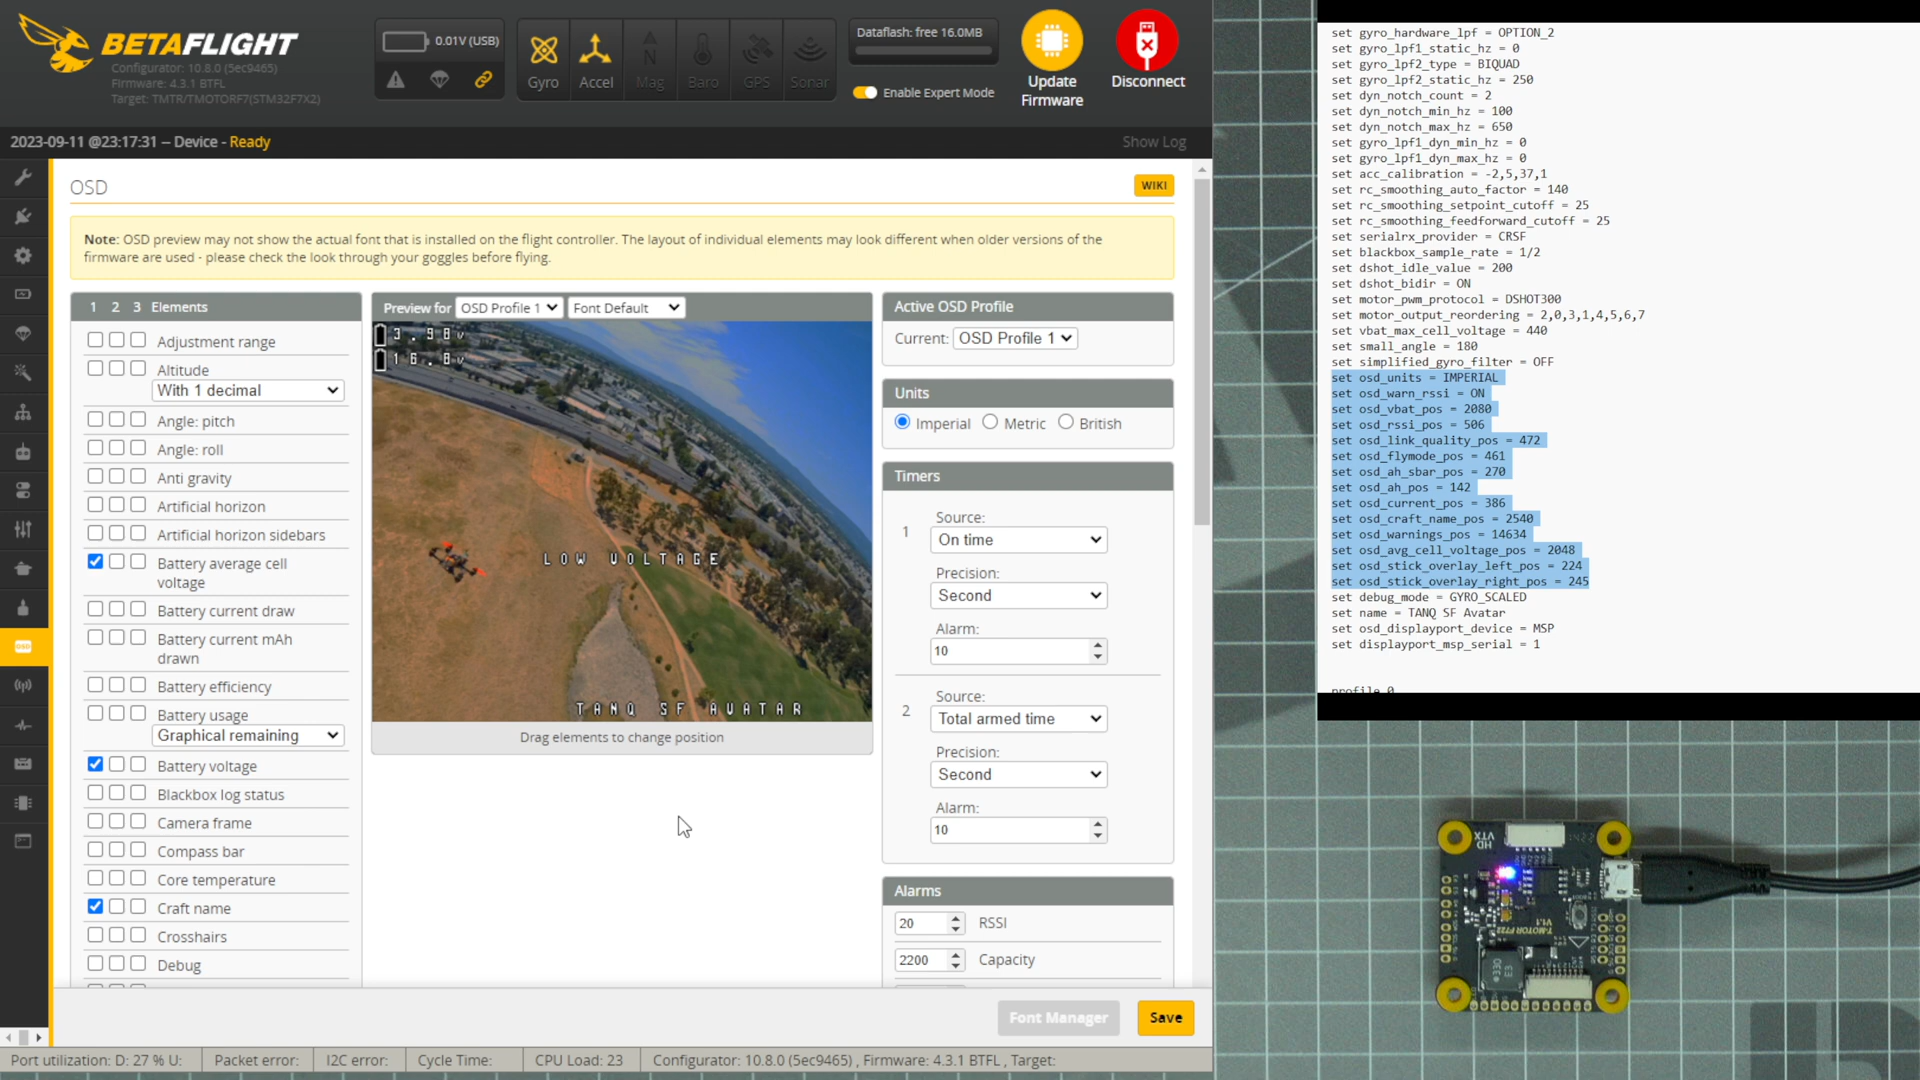 BETAFLIGHT
Configurator: 10.8.0 (5ec9465)
Firmware: 4.3.1 BTFL
Target: TMTR/TMOTORF7(STM32F7X2)
0.01V (USB)
Gyro
Accel
Mag
Baro
GPS
Sonar
Dataflash: free 16.0MB
Enable Expert Mode
Update
Firmware
Disconnect
2023-09-11 @23:17:31 -- Device - Ready
Show Log
OSD
WIKI
Note: OSD preview may not show the actual font that is installed on the flight controller. The layout of individual elements may look different when older versions of the
firmware are used - please check the look through your goggles before flying.
1 2 3 Elements
Adjustment range
Altitude
With 1 decimal
Angle: pitch
Angle: roll
Anti gravity
Artificial horizon
Artificial horizon sidebars
Battery average cell
voltage
Battery current draw
Battery current mAh
drawn
Battery efficiency
Battery usage
Graphical remaining
Battery voltage
Blackbox log status
Camera frame
Compass bar
Core temperature
Craft name
Crosshairs
Debug
Preview for OSD Profile 1 Font Default
3.98V
16.8V
LOW VOLTAGE
TANQ SF AVATAR
Drag elements to change position
Active OSD Profile
Current: OSD Profile 1
Units
Imperial Metric British
Timers
1
Source:
On time
Precision:
Second
Alarm:
10
2
Source:
Total armed time
Precision:
Second
Alarm:
10
Alarms
20 RSSI
2200 Capacity
Font Manager
Save
Port utilization: D: 27 % U:
Packet error:
I2C error:
Cycle Time:
CPU Load: 23
Configurator: 10.8.0 (5ec9465) , Firmware: 4.3.1 BTFL , Target:
set gyro_hardware_lpf = OPTION_2
set gyro_lpf1_static_hz = 0
set gyro_lpf2_type = BIQUAD
set gyro_lpf2_static_hz = 250
set dyn_notch_count = 2
set dyn_notch_min_hz = 100
set dyn_notch_max_hz = 650
set gyro_lpf1_dyn_min_hz = 0
set gyro_lpf1_dyn_max_hz = 0
set acc_calibration = -2,5,37,1
set rc_smoothing_auto_factor = 140
set rc_smoothing_setpoint_cutoff = 25
set rc_smoothing_feedforward_cutoff = 25
set serialrx_provider = CRSF
set blackbox_sample_rate = 1/2
set dshot_idle_value = 200
set dshot_bidir = ON
set motor_pwm_protocol = DSHOT300
set motor_output_reordering = 2,0,3,1,4,5,6,7
set vbat_max_cell_voltage = 440
set small_angle = 180
set simplified_gyro_filter = OFF
set osd_units = IMPERIAL
set osd_warn_rssi = ON
set osd_vbat_pos = 2080
set osd_rssi_pos = 506
set osd_link_quality_pos = 472
set osd_flymode_pos = 461
set osd_ah_sbar_pos = 270
set osd_ah_pos = 142
set osd_current_pos = 386
set osd_craft_name_pos = 2540
set osd_warnings_pos = 14634
set osd_avg_cell_voltage_pos = 2048
set osd_stick_overlay_left_pos = 224
set osd_stick_overlay_right_pos = 245
set debug_mode = GYRO_SCALED
set name = TANQ SF Avatar
set osd_displayport_device = MSP
set displayport_msp_serial = 1
profile 0
HD
VTX
V1.1
T-MOTOR F722